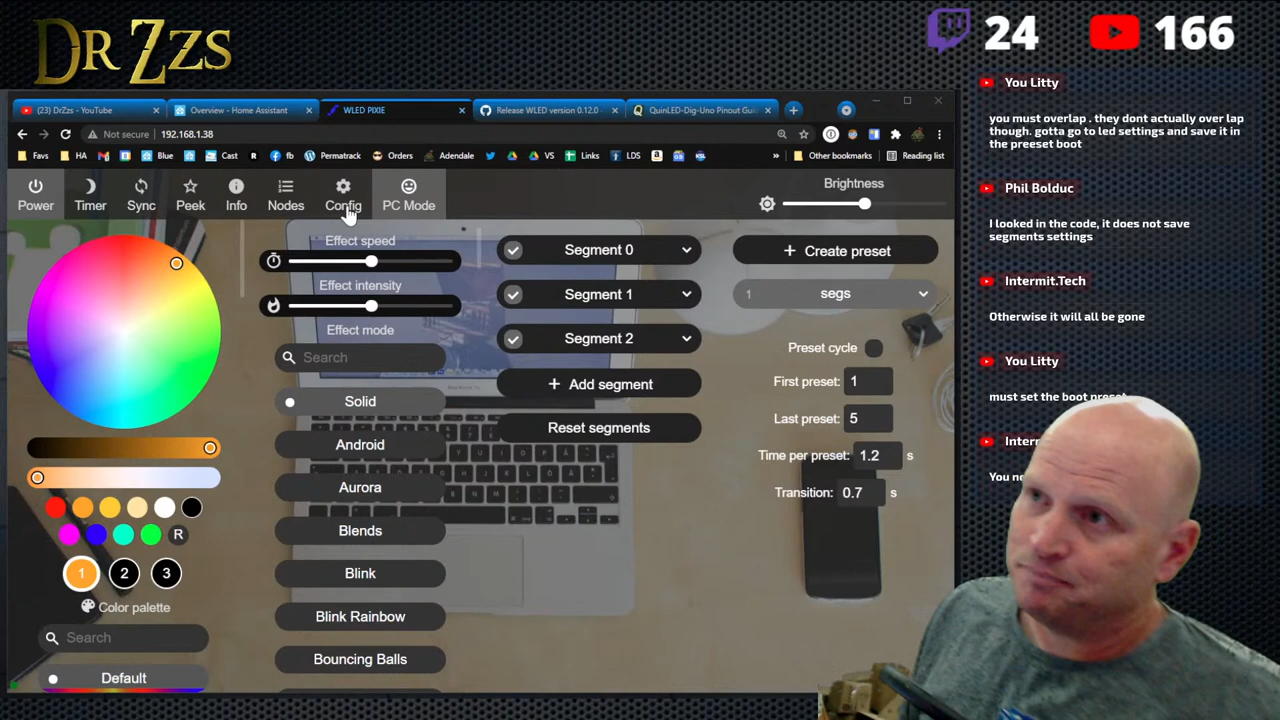 DR ZZS
24
166
(23) DrZzs - YouTube
Overview - Home Assistant
WLED PIXIE
Release WLED version 0.12.0
QuinLED-Dig-Uno Pinout Gui
Not secure
192.168.1.38
Favs
HA
Blue
Cast
fb
Permatrack
Orders
Adendale
VS
Links
LDS
Other bookmarks
Reading list
Power
Timer
Sync
Peek
Info
Nodes
Config
PC Mode
Brightness
Effect speed
Effect intensity
Effect mode
Search
Solid
Android
Aurora
Blends
Blink
Blink Rainbow
Bouncing Balls
R
1
2
3
Color palette
Search
Default
Segment 0
Segment 1
Segment 2
+ Add segment
Reset segments
+ Create preset
1 segs
Preset cycle
First preset: 1
Last preset: 5
Time per preset: 1.2 s
Transition: 0.7 s
You Litty
you must overlap . they dont actually over lap
though. gotta go to led settings and save it in
the preeset boot
Phil Bolduc
I looked in the code, it does not save
segments settings
Intermit.Tech
Otherwise it will all be gone
You Litty
must set the boot preset